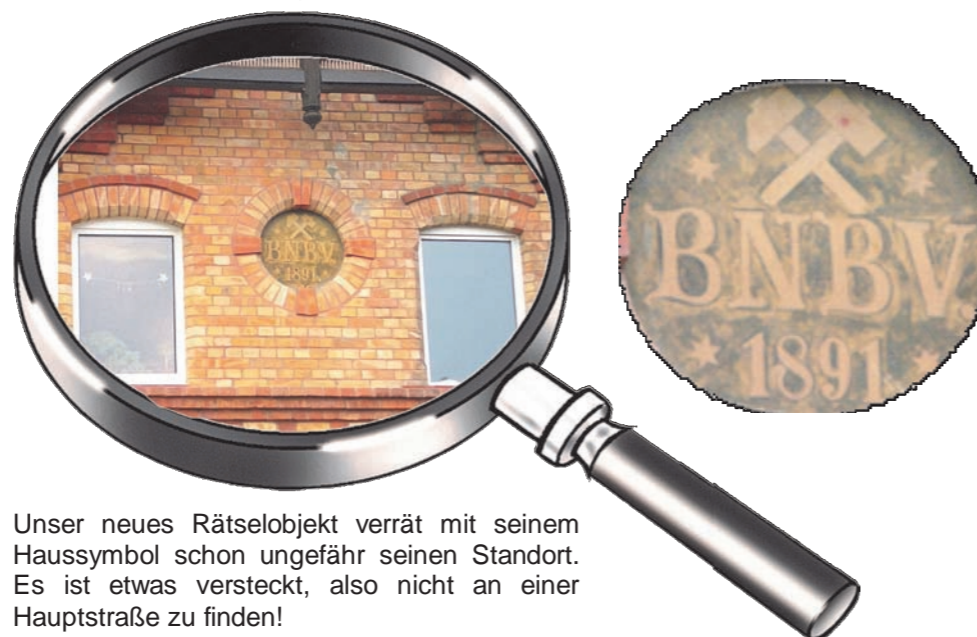 BNBV.
1891
BNBV.
1891
Unser neues Rätselobjekt verrät mit seinem
Haussymbol schon ungefähr seinen Standort.
Es ist etwas versteckt, also nicht an einer
Hauptstraße zu finden!